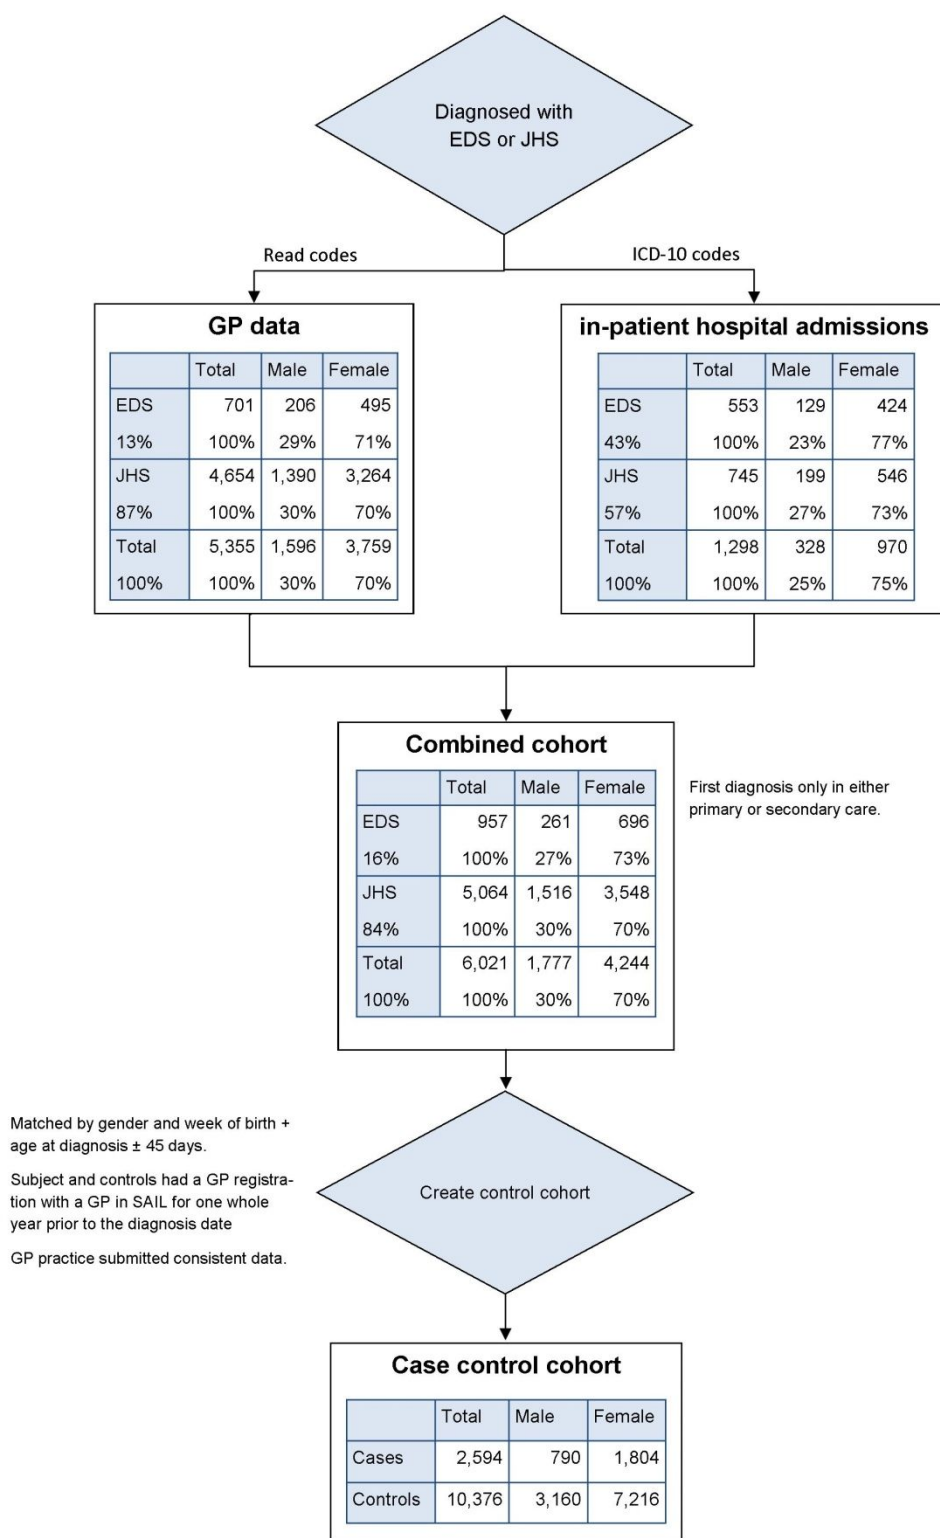 Diagnosed with
EDS or JHS
Read codes
ICD-10 codes
GP data
Total Male Female
EDS 701 206 495
13% 100% 29% 71%
JHS 4,654 1,390 3,264
87% 100% 30% 70%
Total 5,355 1,596 3,759
100% 100% 30% 70%
in-patient hospital admissions
Total Male Female
EDS 553 129 424
43% 100% 23% 77%
JHS 745 199 546
57% 100% 27% 73%
Total 1,298 328 970
100% 100% 25% 75%
Combined cohort
Total Male Female
EDS 957 261 696
16% 100% 27% 73%
JHS 5,064 1,516 3,548
84% 100% 30% 70%
Total 6,021 1,777 4,244
100% 100% 30% 70%
First diagnosis only in either
primary or secondary care.
Matched by gender and week of birth +
age at diagnosis ± 45 days.
Subject and controls had a GP registra-
tion with a GP in SAIL for one whole
year prior to the diagnosis date
GP practice submitted consistent data.
Create control cohort
Case control cohort
Total Male Female
Cases 2,594 790 1,804
Controls 10,376 3,160 7,216